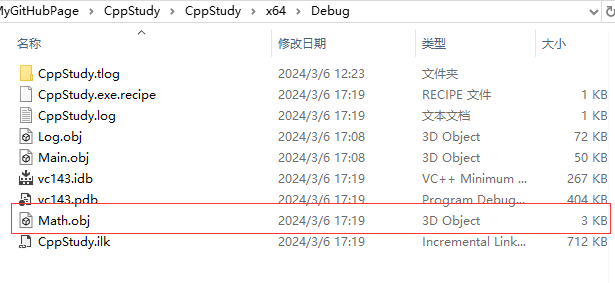 MyGitHubPage > CppStudy > CppStudy > x64 > Debug
名称 修改日期 类型 大小
CppStudy.tlog 2024/3/6 12:23 文件夹
CppStudy.exe.recipe 2024/3/6 17:19 RECIPE 文件 1 KB
CppStudy.log 2024/3/6 17:19 文本文档 1 KB
Log.obj 2024/3/6 17:08 3D Object 72 KB
Main.obj 2024/3/6 17:08 3D Object 50 KB
vc143.idb 2024/3/6 17:19 VC++ Minimum ... 267 KB
vc143.pdb 2024/3/6 17:19 Program Debug... 404 KB
Math.obj 2024/3/6 17:19 3D Object 3 KB
CppStudy.ilk 2024/3/6 17:19 Incremental Link... 712 KB